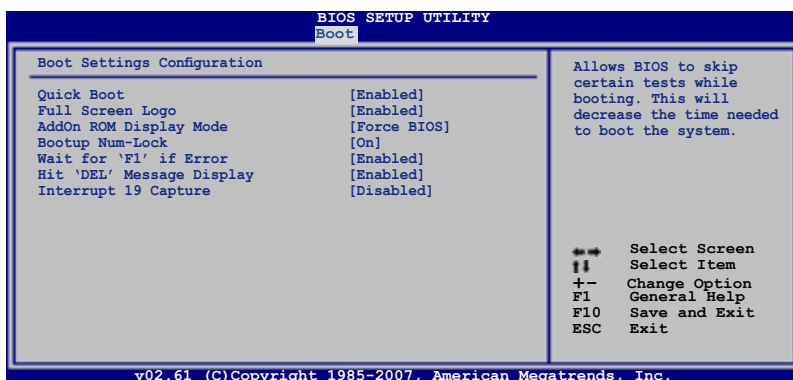 BIOS SETUP UTILITY
Boot
Boot Settings Configuration
Quick Boot [Enabled]
Full Screen Logo [Enabled]
AddOn ROM Display Mode [Force BIOS]
Bootup Num-Lock [On]
Wait for ‘F1’ if Error [Enabled]
Hit ‘DEL’ Message Display [Enabled]
Interrupt 19 Capture [Disabled]
Allows BIOS to skip
certain tests while
booting. This will
decrease the time needed
to boot the system.
←→ Select Screen
↑↓ Select Item
+- Change Option
F1 General Help
F10 Save and Exit
ESC Exit
v02.61 (C)Copyright 1985-2007, American Megatrends, Inc.